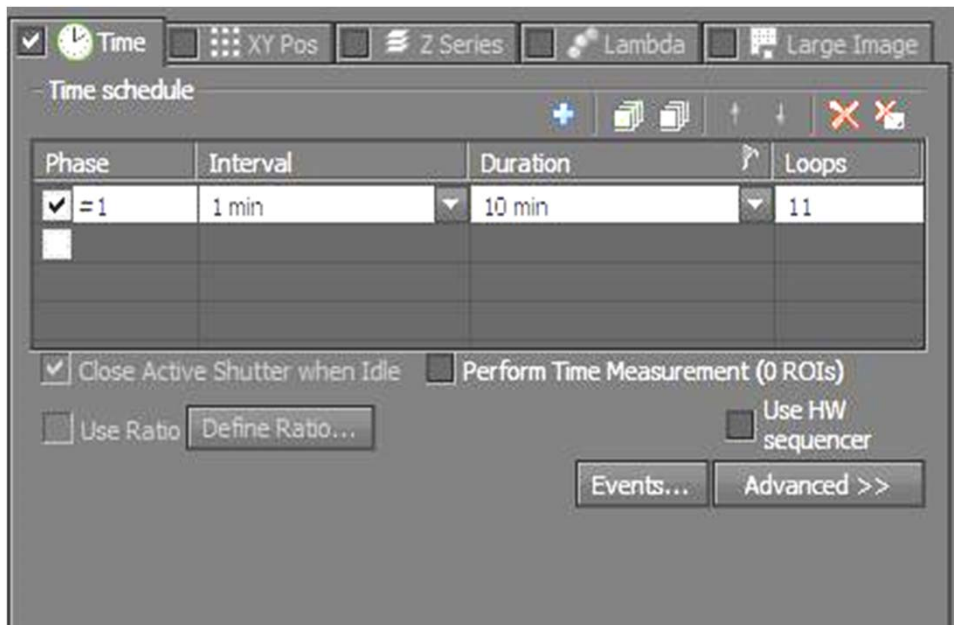 Time XY Pos Z Series Lambda Large Image
Time schedule
Phase Interval Duration Loops
=1 1 min 10 min 11
Close Active Shutter when Idle Perform Time Measurement (0 ROIs)
Use Ratio Define Ratio... Use HW
sequencer
Events... Advanced >>